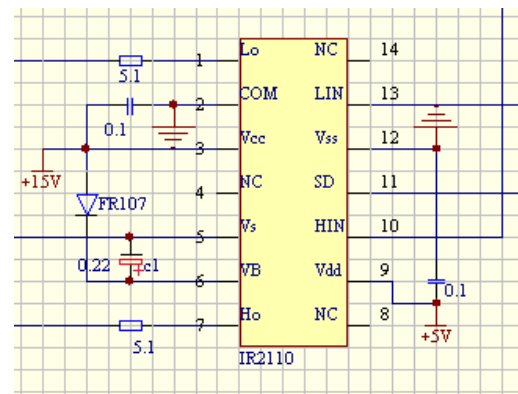 1 Lo NC 14
5.1
2 COM LIN 13
0.1
3 Vcc Vss 12
+15V
4 NC SD 11
FR107
5 Vs HIN 10
0.22 c1
6 VB Vdd 9
0.1
7 Ho NC 8
+5V
5.1
IR2110